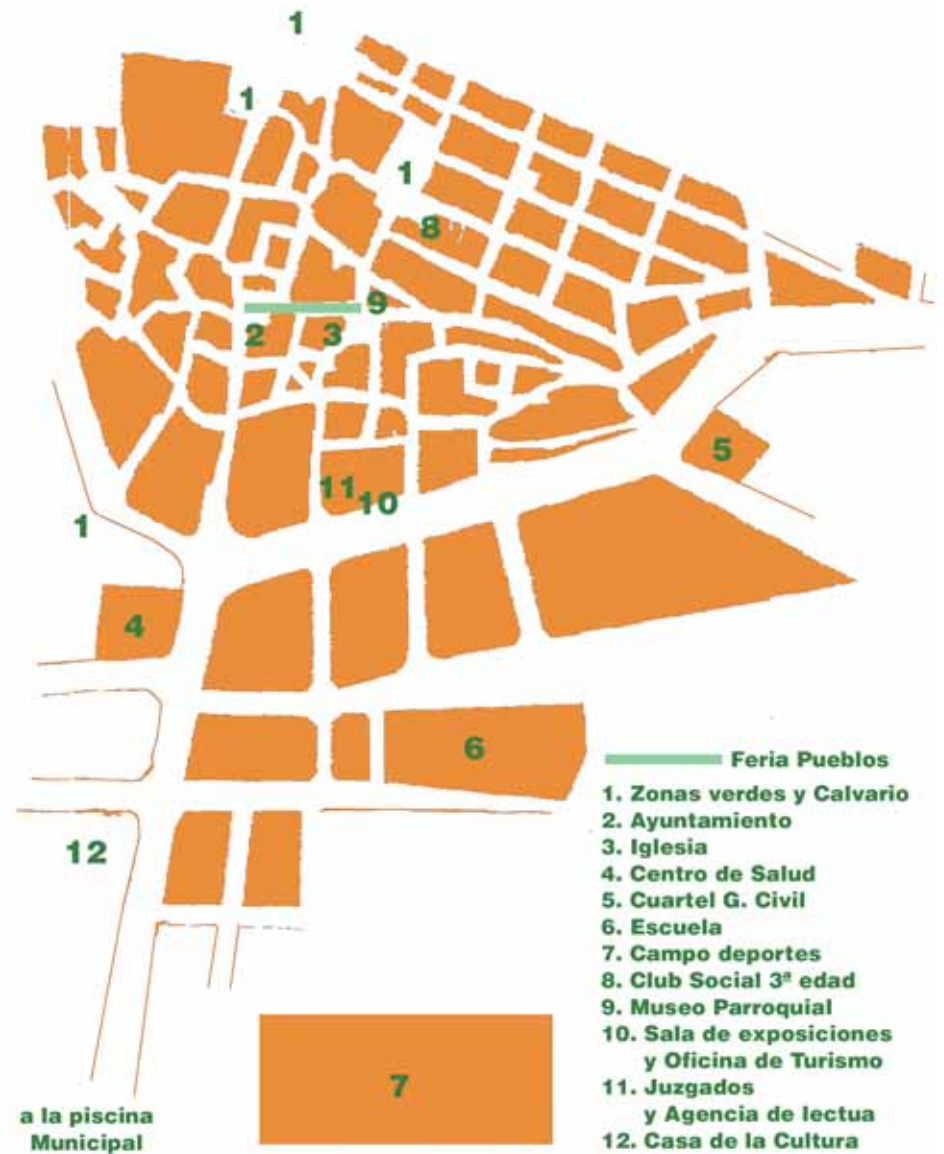 1
1
1
8
9
2
3
11
10
5
1
4
6
12
7
a la piscina
Municipal
Feria Pueblos
1. Zonas verdes y Calvario
2. Ayuntamiento
3. Iglesia
4. Centro de Salud
5. Cuartel G. Civil
6. Escuela
7. Campo deportes
8. Club Social 3ª edad
9. Museo Parroquial
10. Sala de exposiciones
y Oficina de Turismo
11. Juzgados
y Agencia de lectua
12. Casa de la Cultura